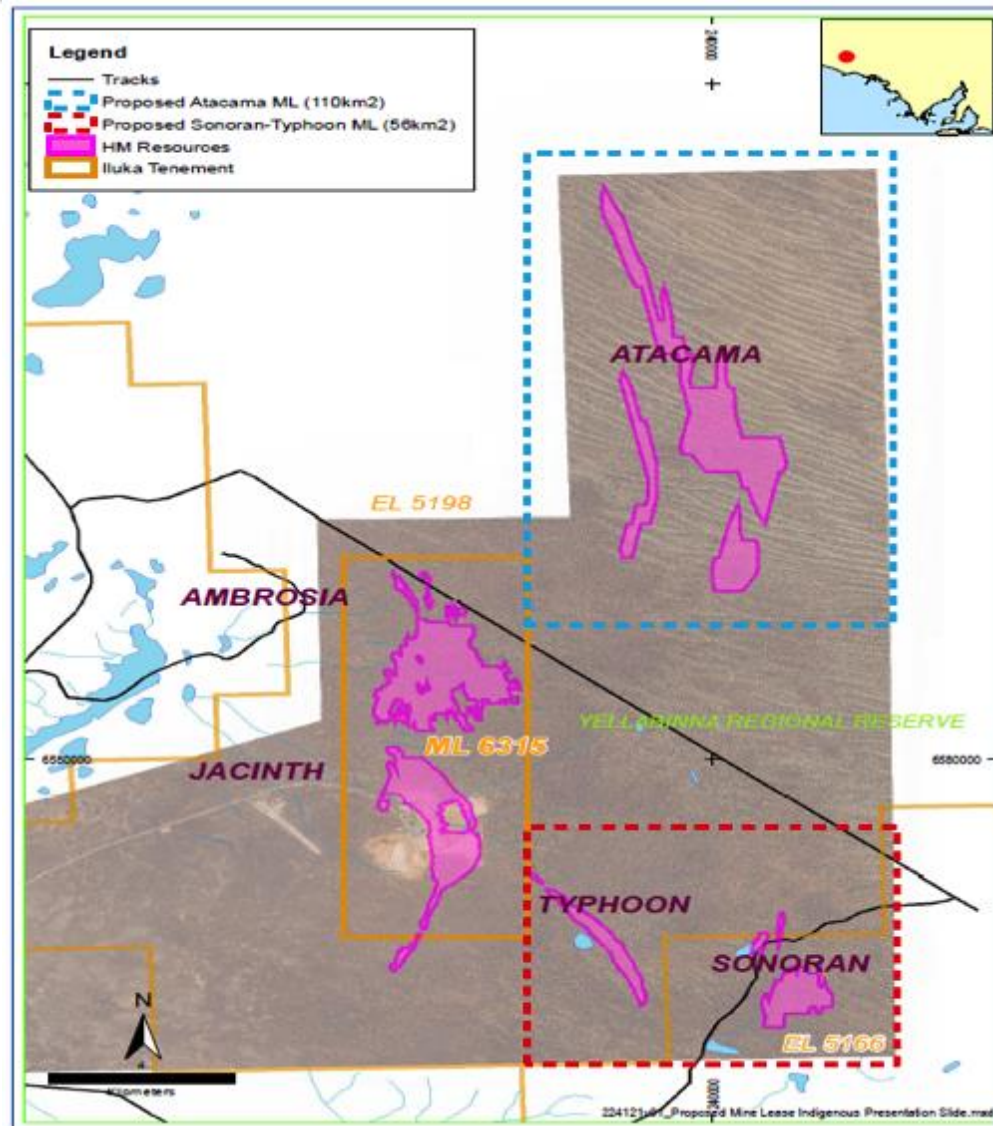 Legend
Tracks
Proposed Atacama ML (110km2)
Proposed Sonoran-Typhoon ML (56km2)
HM Resources
Iluka Tenement
240000
ATACAMA
EL 5198
AMBROSIA
YELLABINNA REGIONAL RESERVE
ML 6315
JACINTH
6580000
TYPHOON
SONORAN
EL 5166
N
4
Kilometers
Proposed Mine Lease Indigenous Presentation Slide.mxd